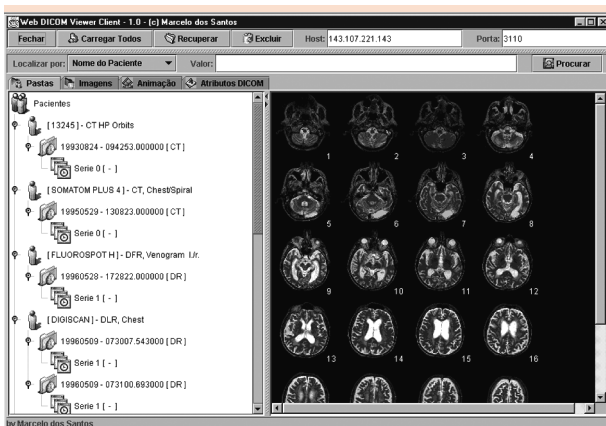 Web DICOM Viewer Client - 1.0 - (c) Marcelo dos Santos
Fechar Carregar Todos Recuperar Excluir Host: 143.107.221.143 Porta: 3110
Localizar por: Nome do Paciente Valor: Procurar
Pastas Imagens Animação Atributos DICOM
Pacientes
[13245] - CT HP Orbits
19930824 - 094253.000000 [ CT ]
Serie 0 [ - ]
[SOMATOM PLUS 4] - CT, Chest/Spiral
19950529 - 130823.000000 [ CT ]
Serie 0 [ - ]
[FLUOROSPOT H] - DFR, Venogram l./r.
19960528 - 172822.000000 [ DR ]
Serie 1 [ - ]
[DIGISCAN] - DLR, Chest
19960509 - 073007.543000 [ DR ]
Serie 1 [ - ]
19960509 - 073100.693000 [ DR ]
Serie 1 [ - ]
1 2 3 4
5 6 7 8
9 10 11 12
13 14 15 16
by Marcelo dos Santos